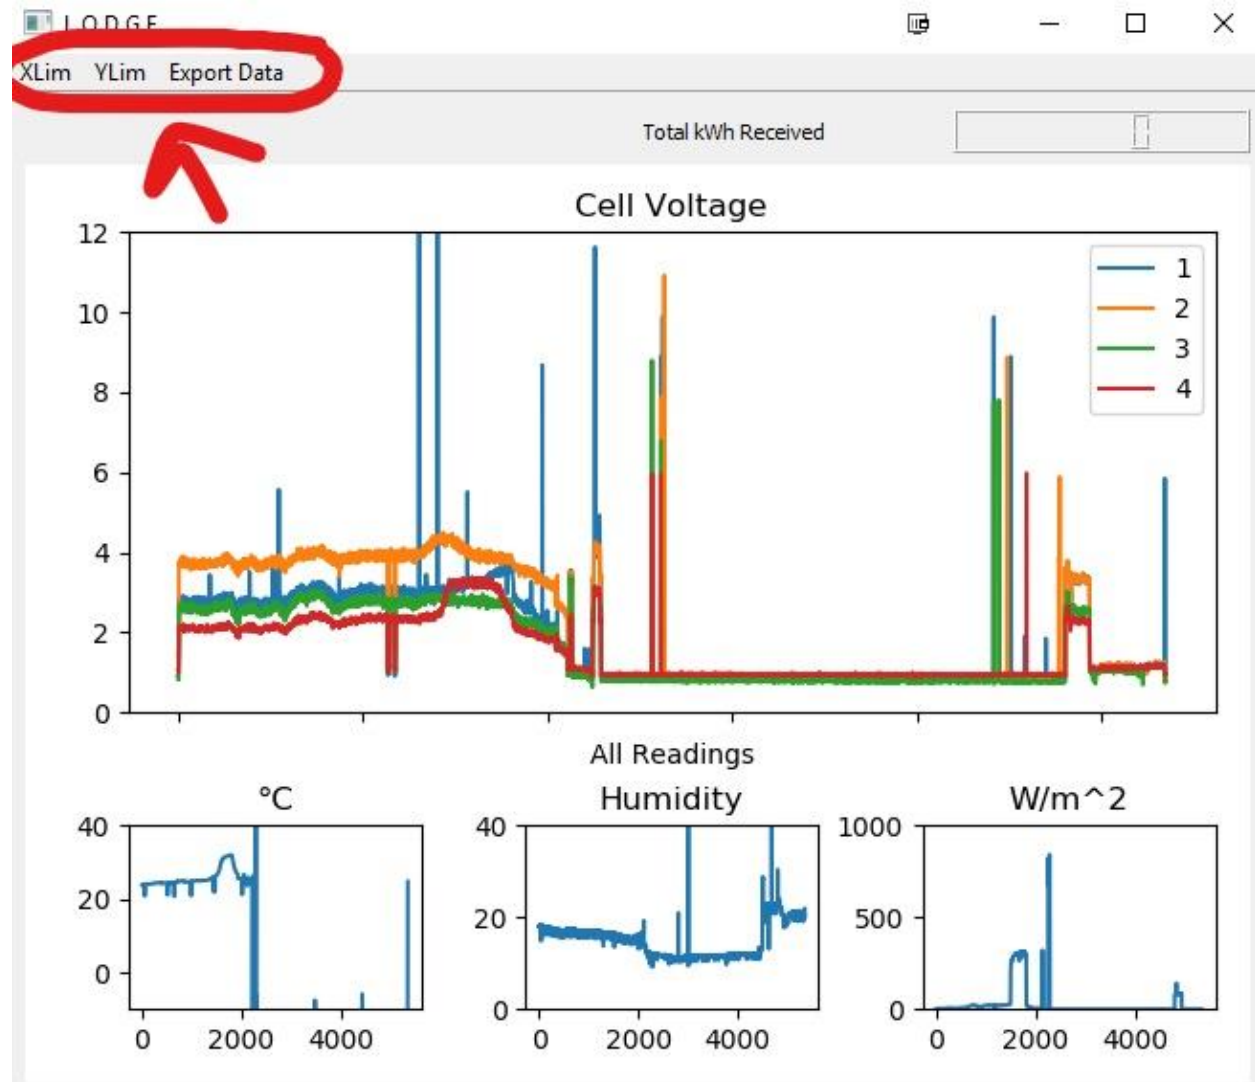 LODGE
XLim YLim Export Data
Total kWh Received
Cell Voltage
12
10
8
6
4
2
0
1
2
3
4
All Readings
°C
40
20
0
0 2000 4000
Humidity
40
20
0
0 2000 4000
W/m^2
1000
500
0
0 2000 4000